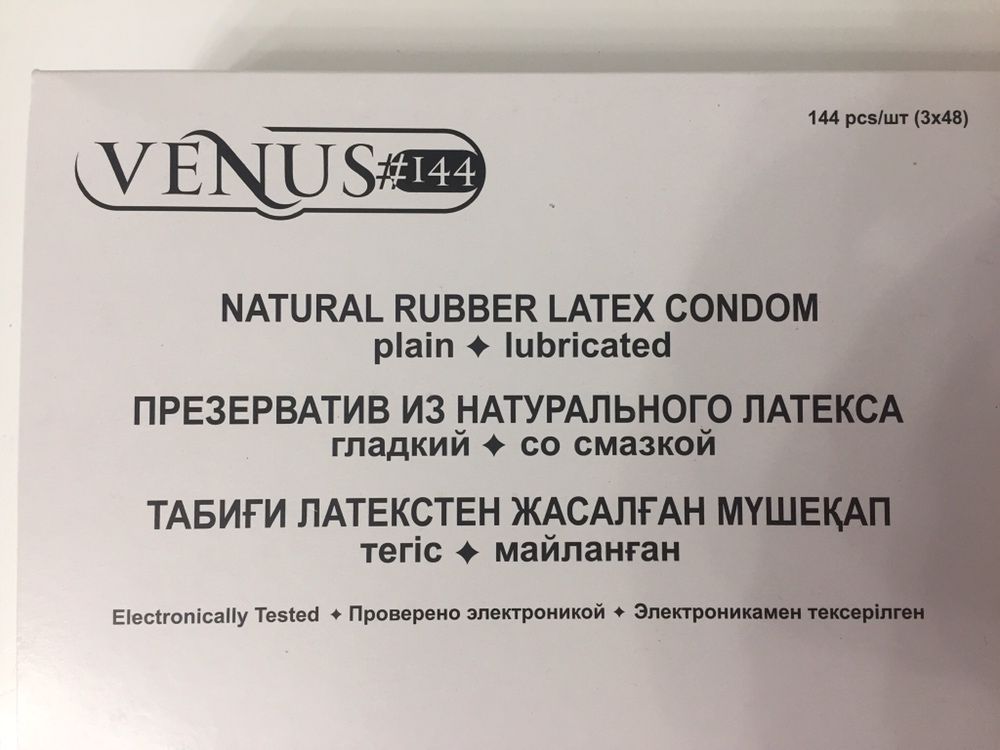 VENUS#144
144 pcs/шт (3x48)
NATURAL RUBBER LATEX CONDOM
plain ✦ lubricated
ПРЕЗЕРВАТИВ ИЗ НАТУРАЛЬНОГО ЛАТЕКСА
гладкий ✦ со смазкой
ТАБИҒИ ЛАТЕКСТЕН ЖАСАЛҒАН МҮШЕҚАП
тегіс ✦ майланған
Electronically Tested ✦ Проверено электроникой ✦ Электроникамен тексерілген